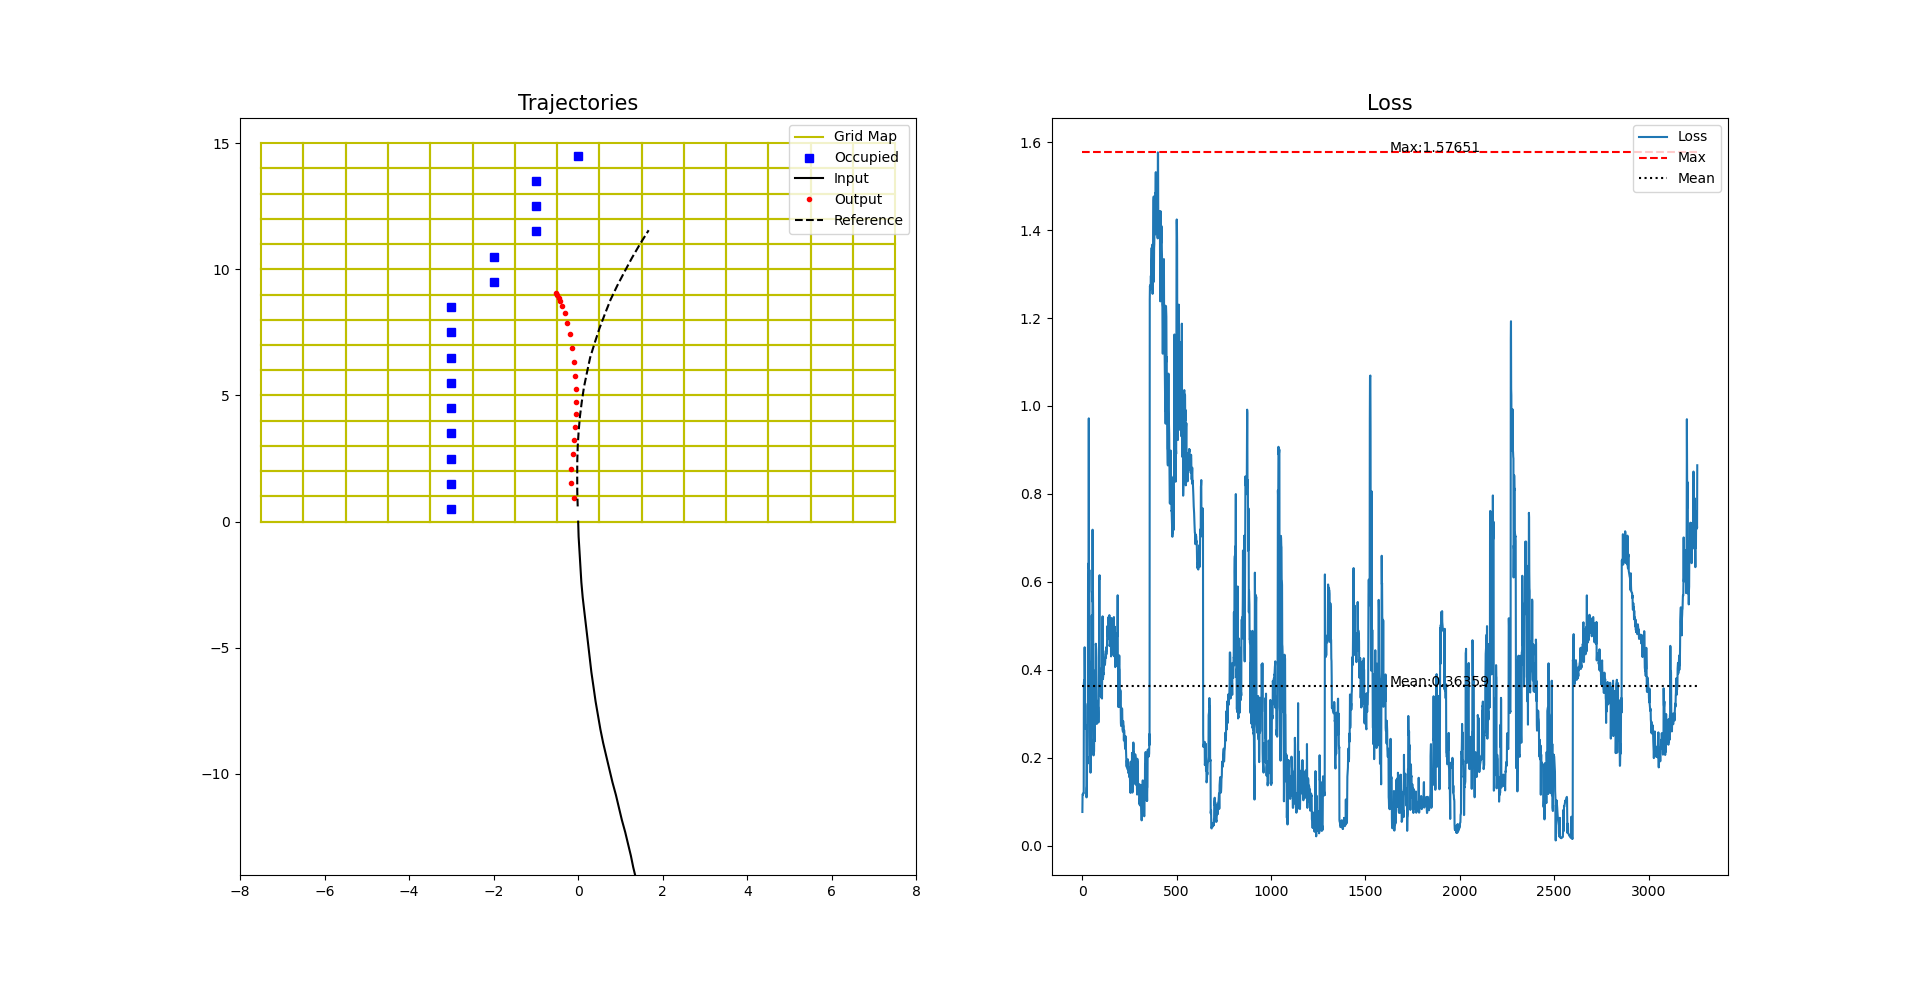 Trajectories
15
10
5
0
−5
−10
−8
−6
−4
−2
0
2
4
6
8
Grid Map
Occupied
Input
Output
Reference
Loss
1.6
1.4
1.2
1.0
0.8
0.6
0.4
0.2
0.0
0
500
1000
1500
2000
2500
3000
Max:1.57651
Mean:0.36359
Loss
Max
Mean